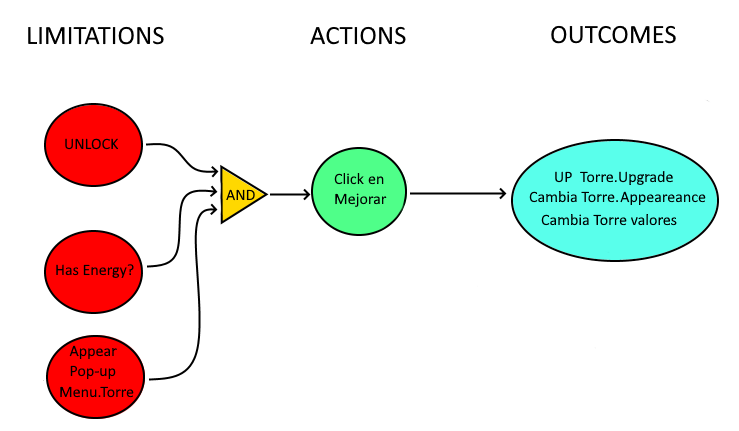 LIMITATIONS
ACTIONS
OUTCOMES
UNLOCK
Has Energy?
Appear
Pop-up
Menu.Torre
AND
Click en
Mejorar
UP Torre.Upgrade
Cambia Torre.Appeareance
Cambia Torre valores